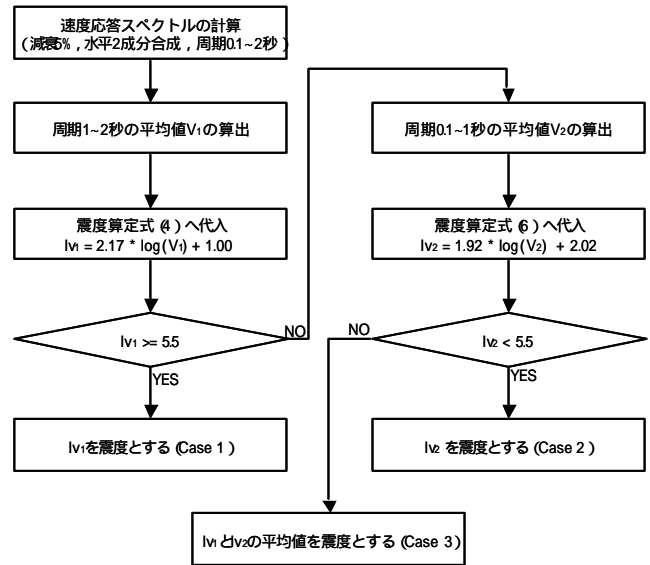 速度応答スペクトルの計算
(減衰5%,水平2成分合成,周期0.1~2秒)
周期1~2秒の平均値V1の算出
震度算定式(4)へ代入
Iv1 = 2.17 * log(V1) + 1.00
Iv1 >= 5.5
NO
YES
Iv1を震度とする(Case 1)
周期0.1~1秒の平均値V2の算出
震度算定式(6)へ代入
Iv2 = 1.92 * log(V2) + 2.02
Iv2 < 5.5
NO
YES
Iv2 を震度とする(Case 2)
Iv1とIv2の平均値を震度とする(Case 3)